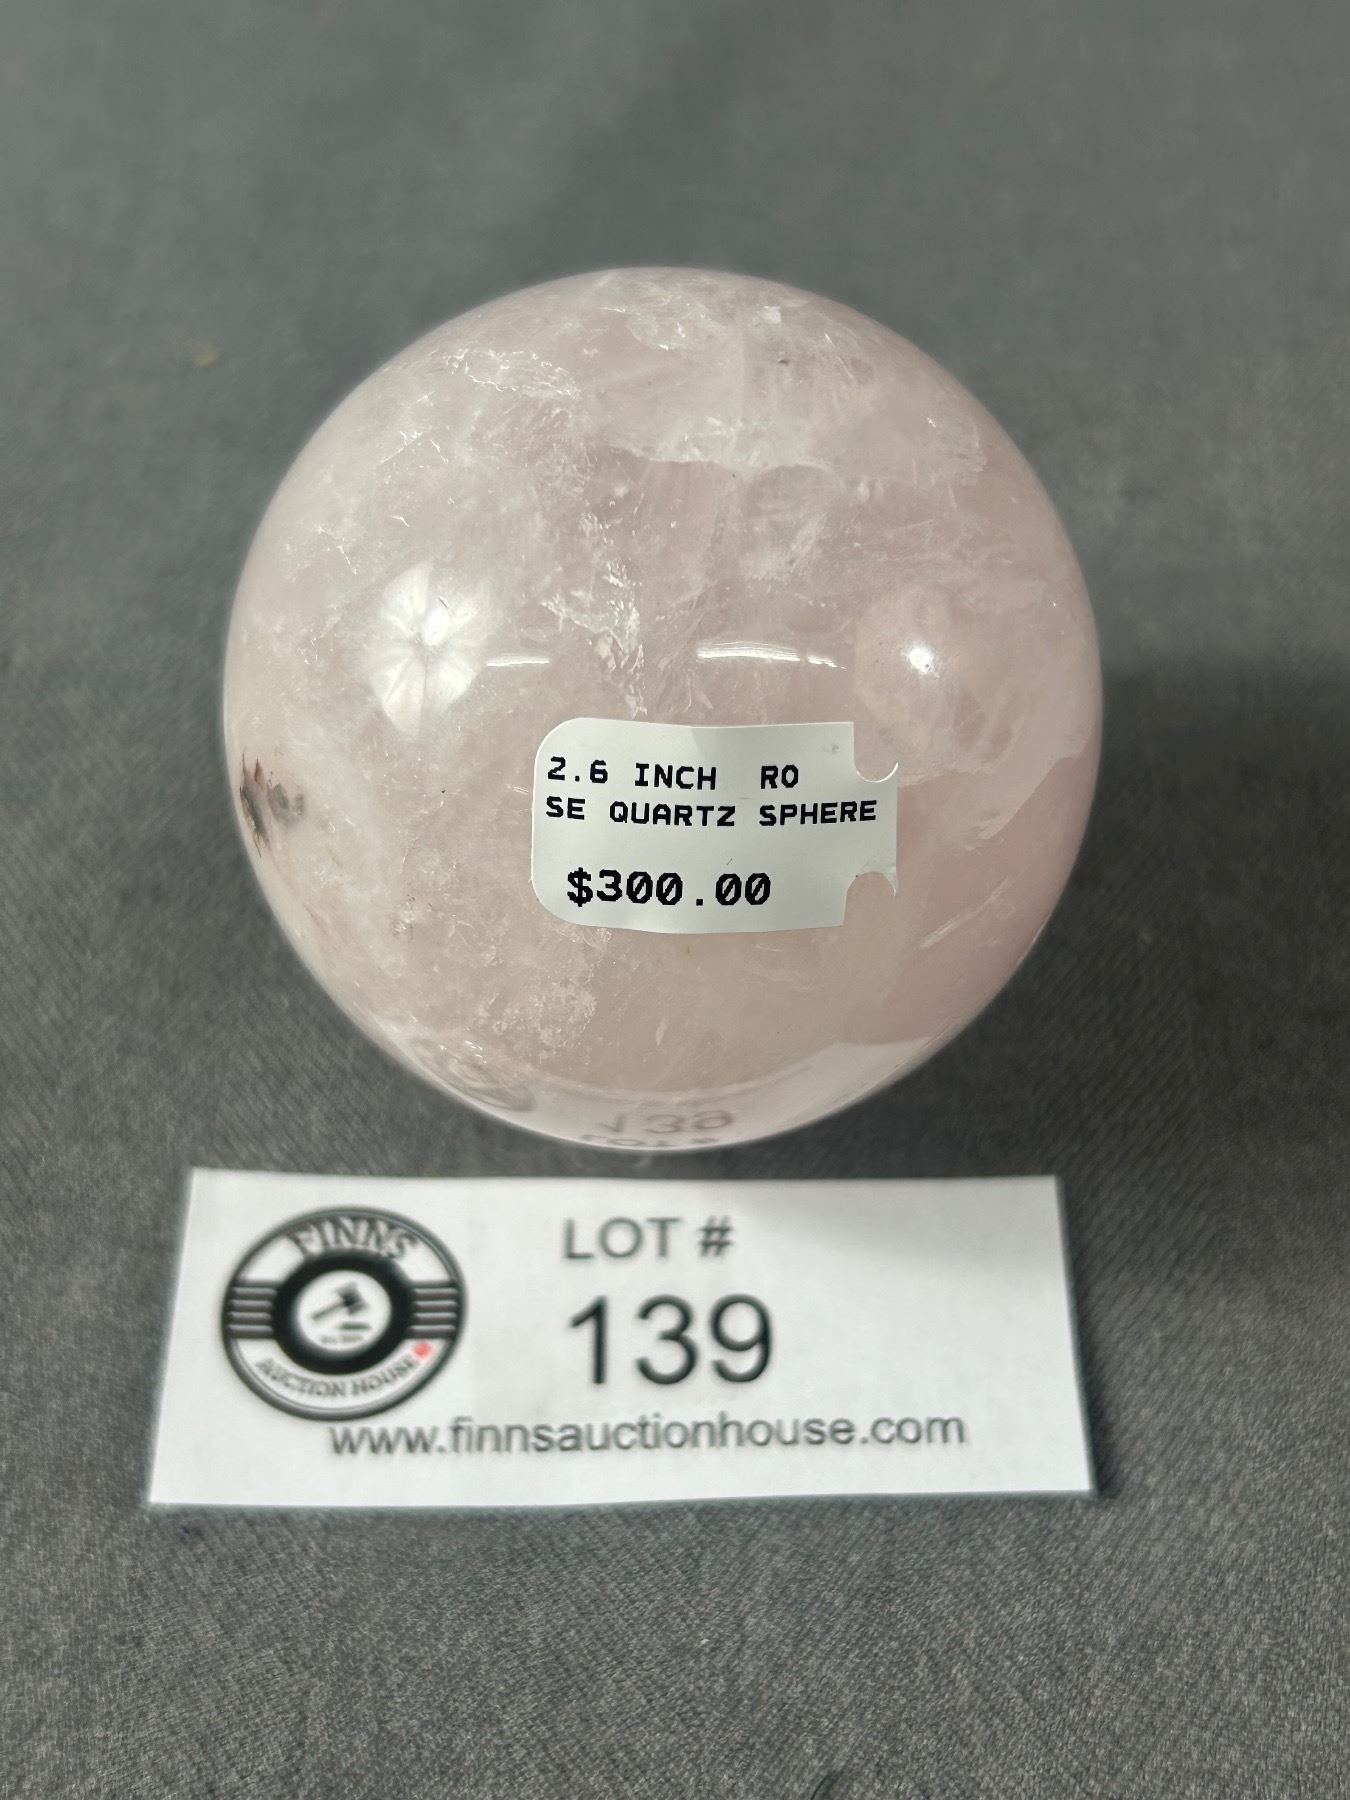 2.6 INCH RO
SE QUARTZ SPHERE
$300.00
FINNS
AUCTION HOUSE
LOT #
139
www.finnsauctionhouse.com